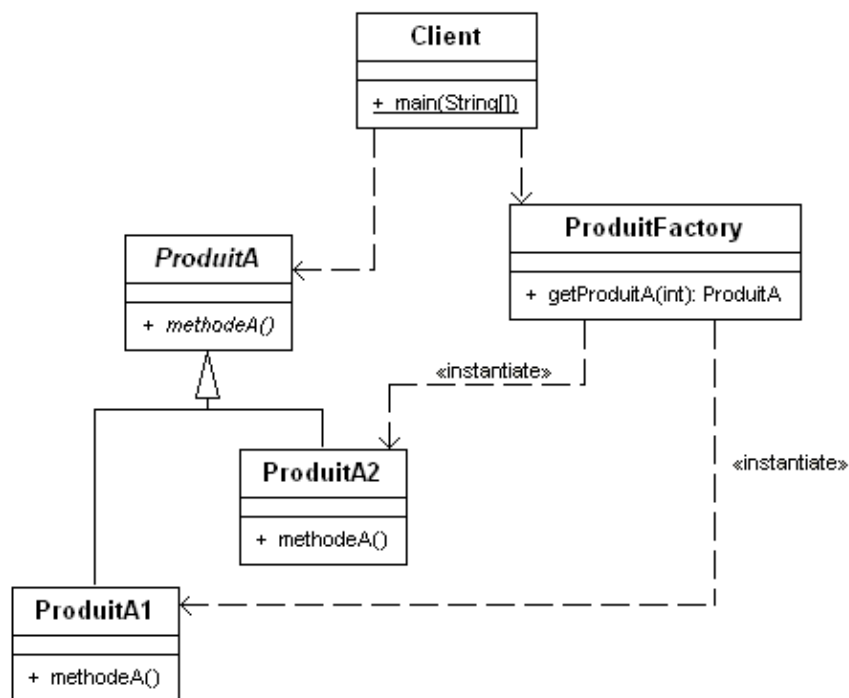 Client
+ main(String[])
ProduitFactory
+ getProduitA(int): ProduitA
ProduitA
+ methodeA()
«instantiate»
ProduitA2
+ methodeA()
«instantiate»
ProduitA1
+ methodeA()